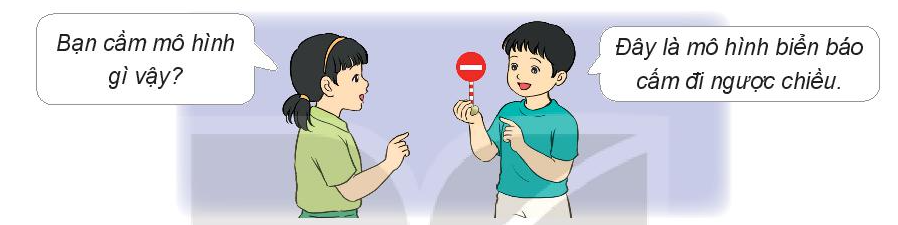 Bạn cầm mô hình
gì vậy?
Đây là mô hình biển báo
cấm đi ngược chiều.